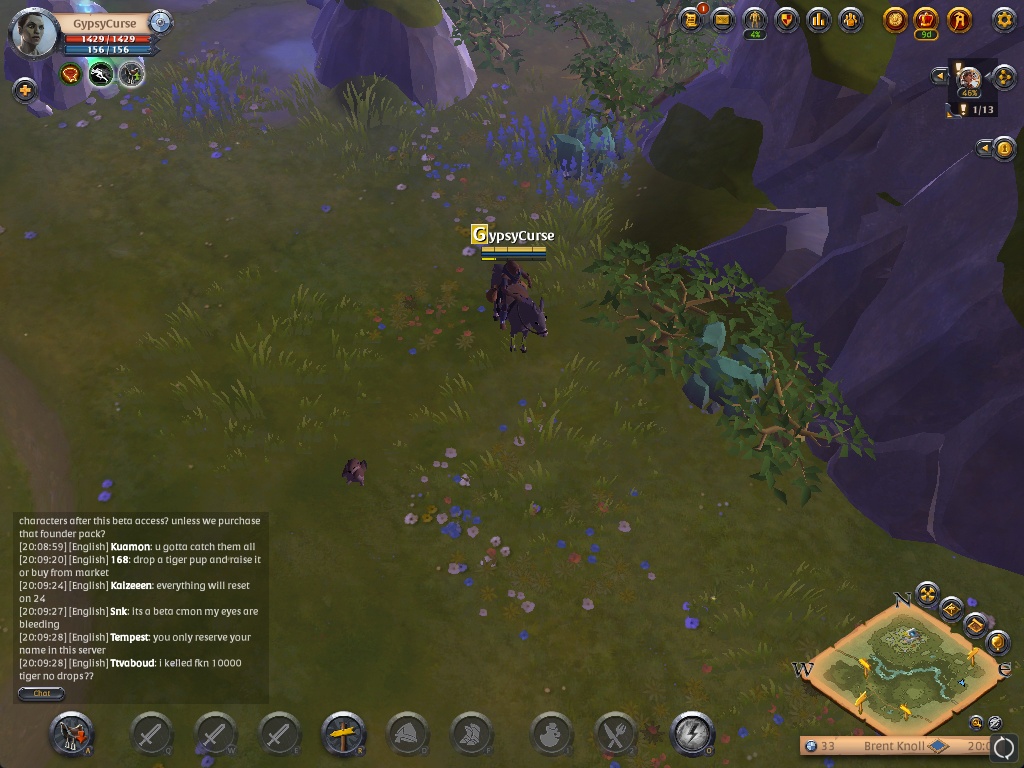 GypsyCurse
1429 / 1429
156 / 156
1
4%
9d
46%
1/13
1
GypsyCurse
characters after this beta access? unless we purchase
that founder pack?
[20:08:59] [English] Kuamon: u gotta catch them all
[20:09:20] [English] 168: drop a tiger pup and raise it
or buy from market
[20:09:24] [English] Kalzeeen: everything will reset
on 24
[20:09:27] [English] Snk: its a beta cmon my eyes are
bleeding
[20:09:28] [English] Tempest: you only reserve your
name in this server
[20:09:28] [English] Ttvaboud: i kelled fkn 10000
tiger no drops??
Chat
N
W
E
A
Q
W
E
R
D
F
33
Brent Knoll